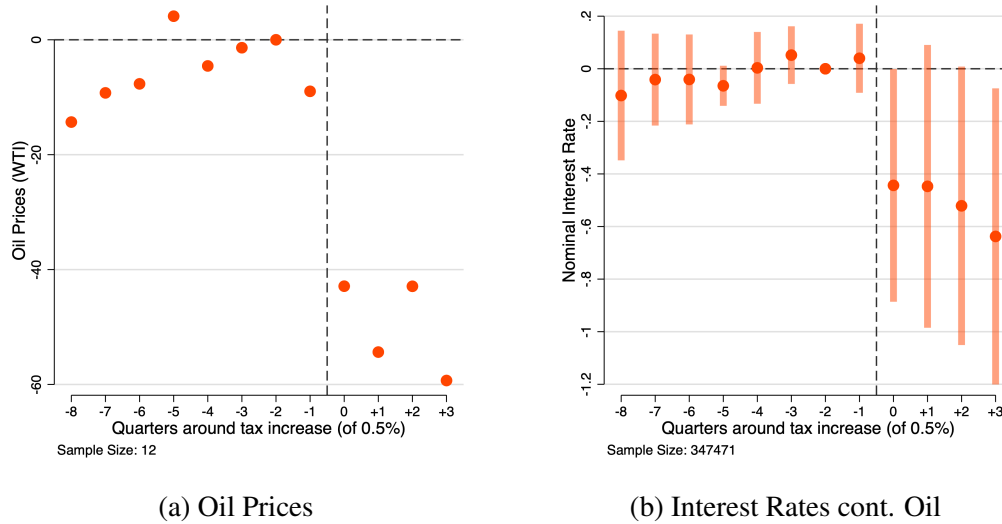 Oil Prices (WTI)
0
-20
-40
-60
-8 -7 -6 -5 -4 -3 -2 -1 0 +1 +2 +3
Quarters around tax increase (of 0.5%)
Sample Size: 12
(a) Oil Prices
Nominal Interest Rate
.2
0
-.2
-.4
-.6
-.8
-1
-1.2
-8 -7 -6 -5 -4 -3 -2 -1 0 +1 +2 +3
Quarters around tax increase (of 0.5%)
Sample Size: 347471
(b) Interest Rates cont. Oil